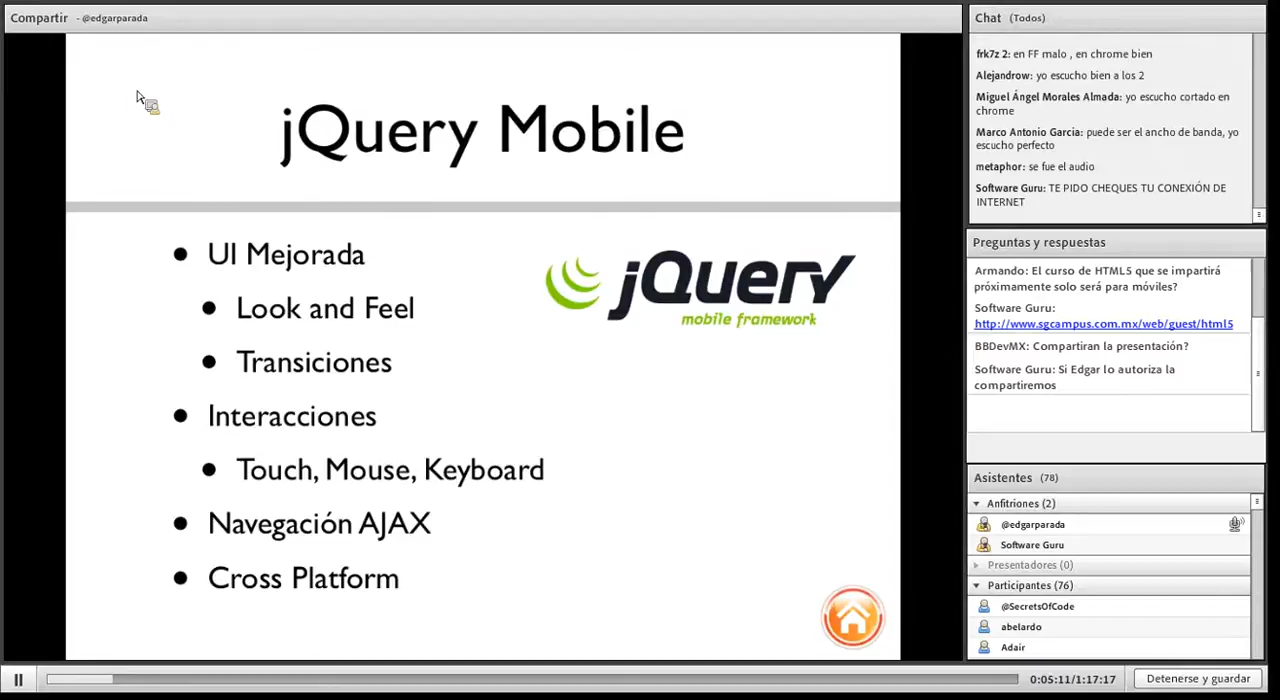 Compartir - @edgarparada
jQuery Mobile
• UI Mejorada
• Look and Feel
• Transiciones
• Interacciones
• Touch, Mouse, Keyboard
• Navegación AJAX
• Cross Platform
jQuery
mobile framework
Chat (Todos)
frk7z 2: en FF malo , en chrome bien
Alejandrow: yo escucho bien a los 2
Miguel Ángel Morales Almada: yo escucho cortado en
chrome
Marco Antonio Garcia: puede ser el ancho de banda, yo
escucho perfecto
metaphor: se fue el audio
Software Guru: TE PIDO CHEQUES TU CONEXIÓN DE
INTERNET
Preguntas y respuestas
Armando: El curso de HTML5 que se impartirá
próximamente solo será para móviles?
Software Guru:
http://www.sgcampus.com.mx/web/guest/html5
BBDevMX: Compartiran la presentación?
Software Guru: Si Edgar lo autoriza la
compartiremos
Asistentes (78)
Anfitriones (2)
@edgarparada
Software Guru
Presentadores (0)
Participantes (76)
@SecretsOfCode
abelardo
Adair
0:05:11/1:17:17
Detenerse y guardar